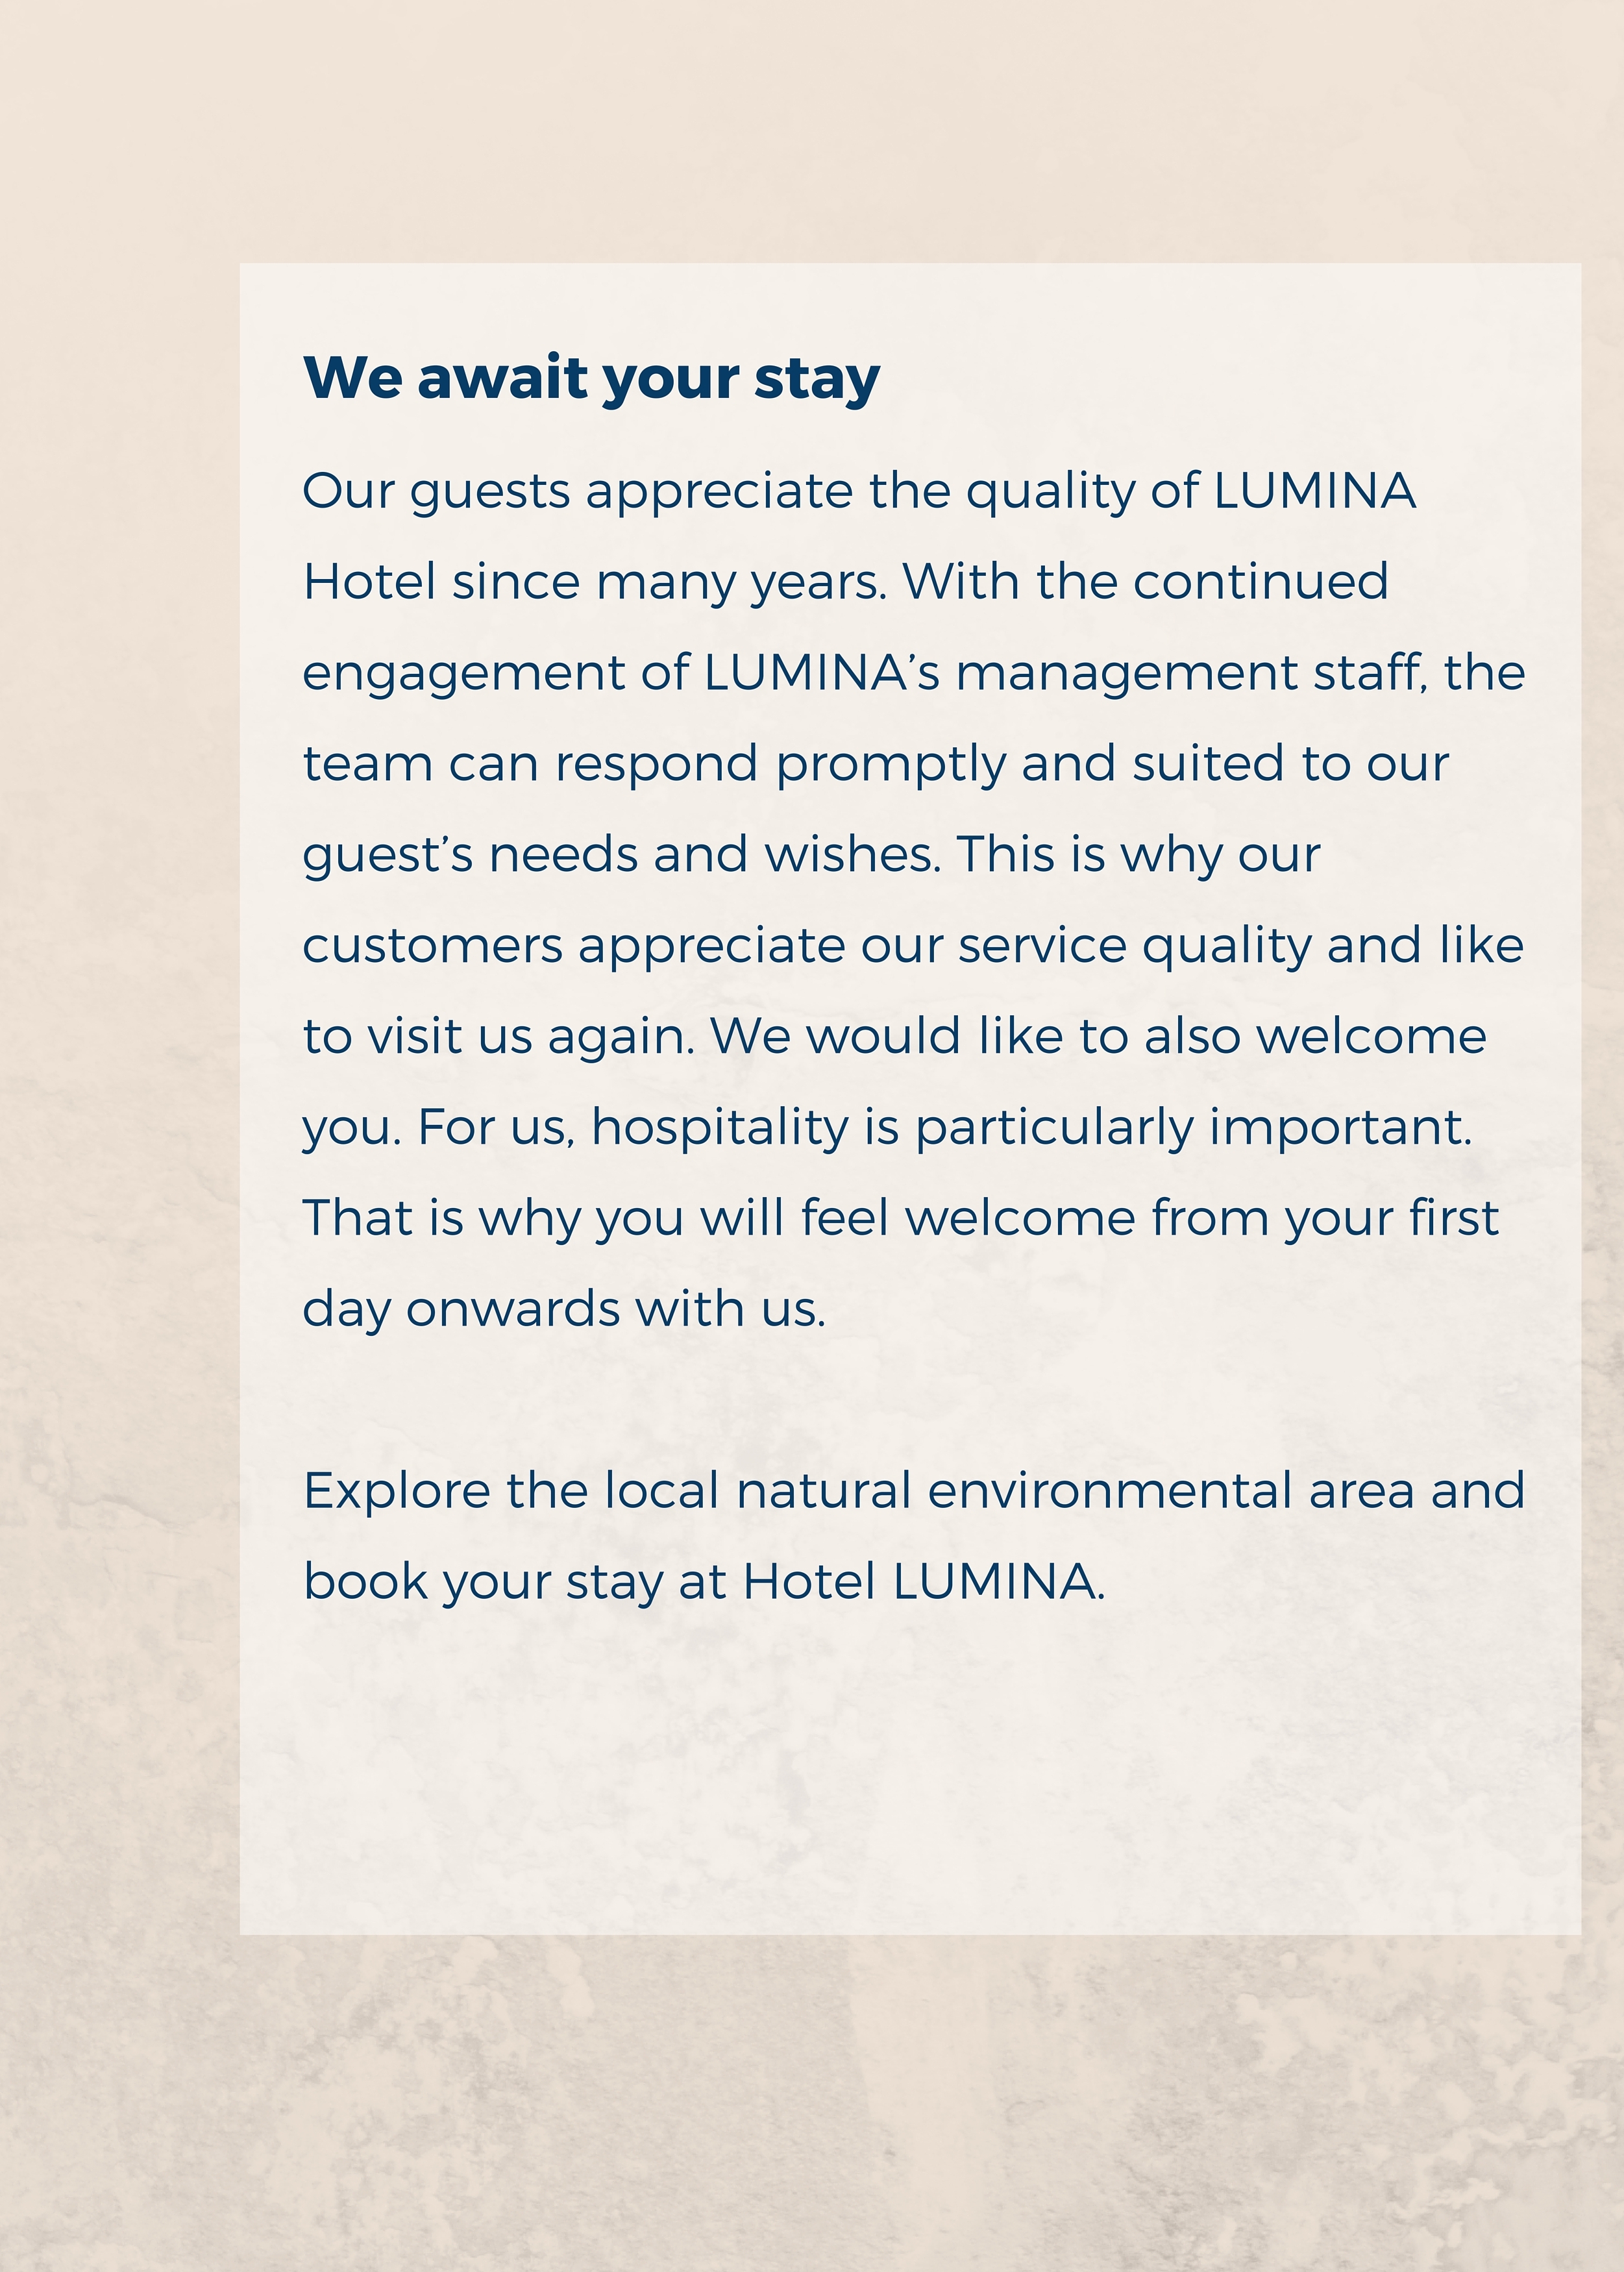 We await your stay
Our guests appreciate the quality of LUMINA
Hotel since many years. With the continued
engagement of LUMINA’s management staff, the
team can respond promptly and suited to our
guest’s needs and wishes. This is why our
customers appreciate our service quality and like
to visit us again. We would like to also welcome
you. For us, hospitality is particularly important.
That is why you will feel welcome from your first
day onwards with us.
Explore the local natural environmental area and
book your stay at Hotel LUMINA.